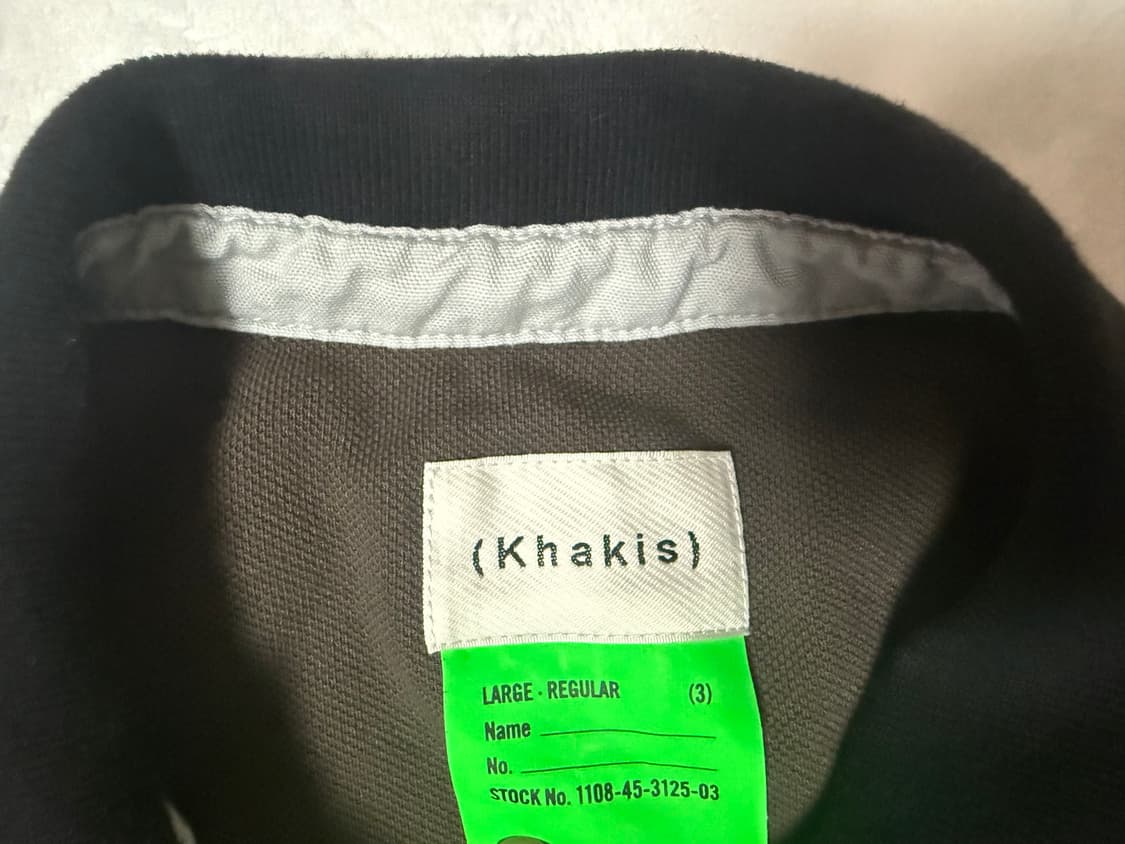 (Khakis)
LARGE · REGULAR (3)
Name
No.
STOCK No. 1108-45-3125-03